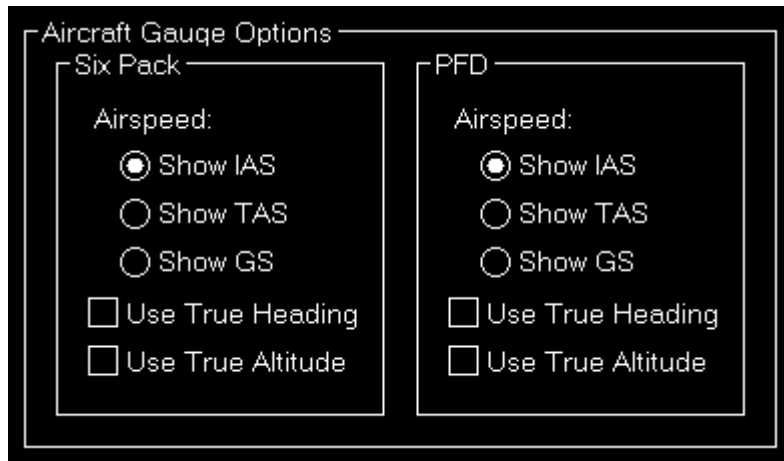 Aircraft Gauge Options
Six Pack
Airspeed:
Show IAS
Show TAS
Show GS
Use True Heading
Use True Altitude
PFD
Airspeed:
Show IAS
Show TAS
Show GS
Use True Heading
Use True Altitude